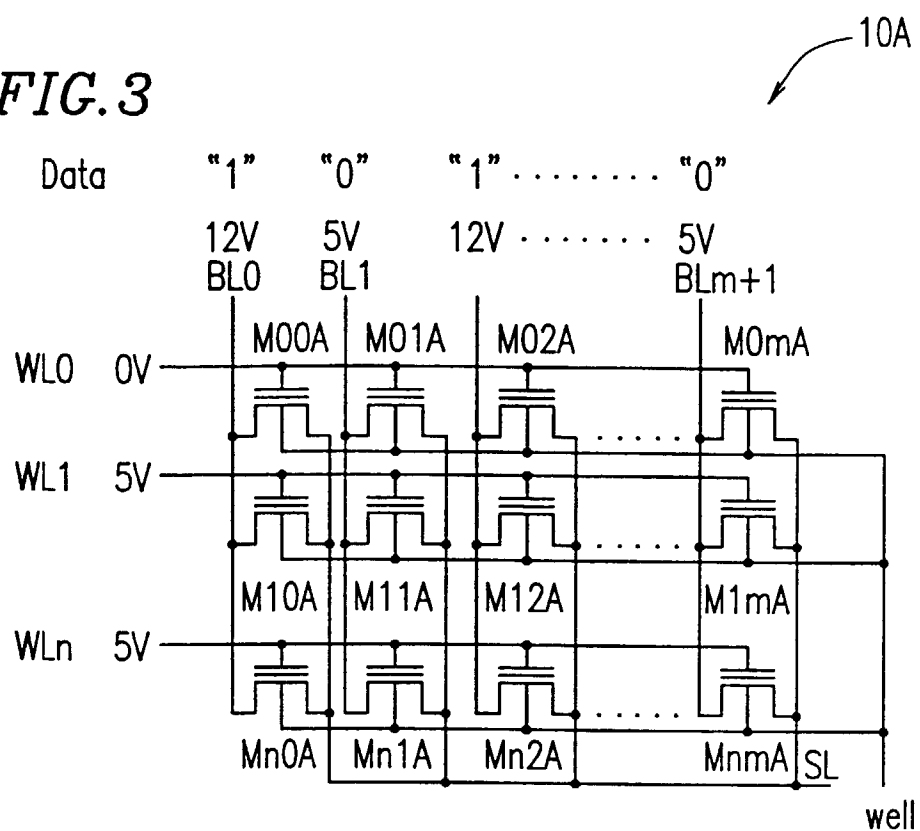 10A
FIG.3
Data "1" "0" "1" ········ "0"
12V 5V 12V ······· 5V
BL0 BL1 BLm+1
M00A M01A M02A M0mA
WL0 0V
WL1 5V
M10A M11A M12A M1mA
WLn 5V
Mn0A Mn1A Mn2A MnmA SL
well